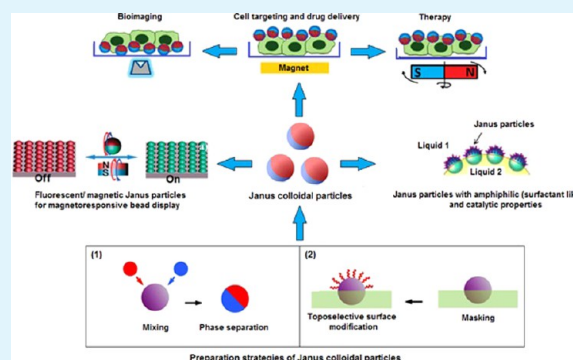 Bioimaging
Cell targeting and drug delivery
Therapy
Magnet
S N
Janus particles
Liquid 1
Liquid 2
N
S
Off
On
Fluorescent/ magnetic Janus particles
for magnetoresponsive bead display
Janus colloidal particles
Janus particles with amphiphilic (surfactant lik
and catalytic properties
(1)
(2)
Mixing
Phase separation
Toposelective surface
modification
Masking
Preparation strategies of Janus colloidal particles